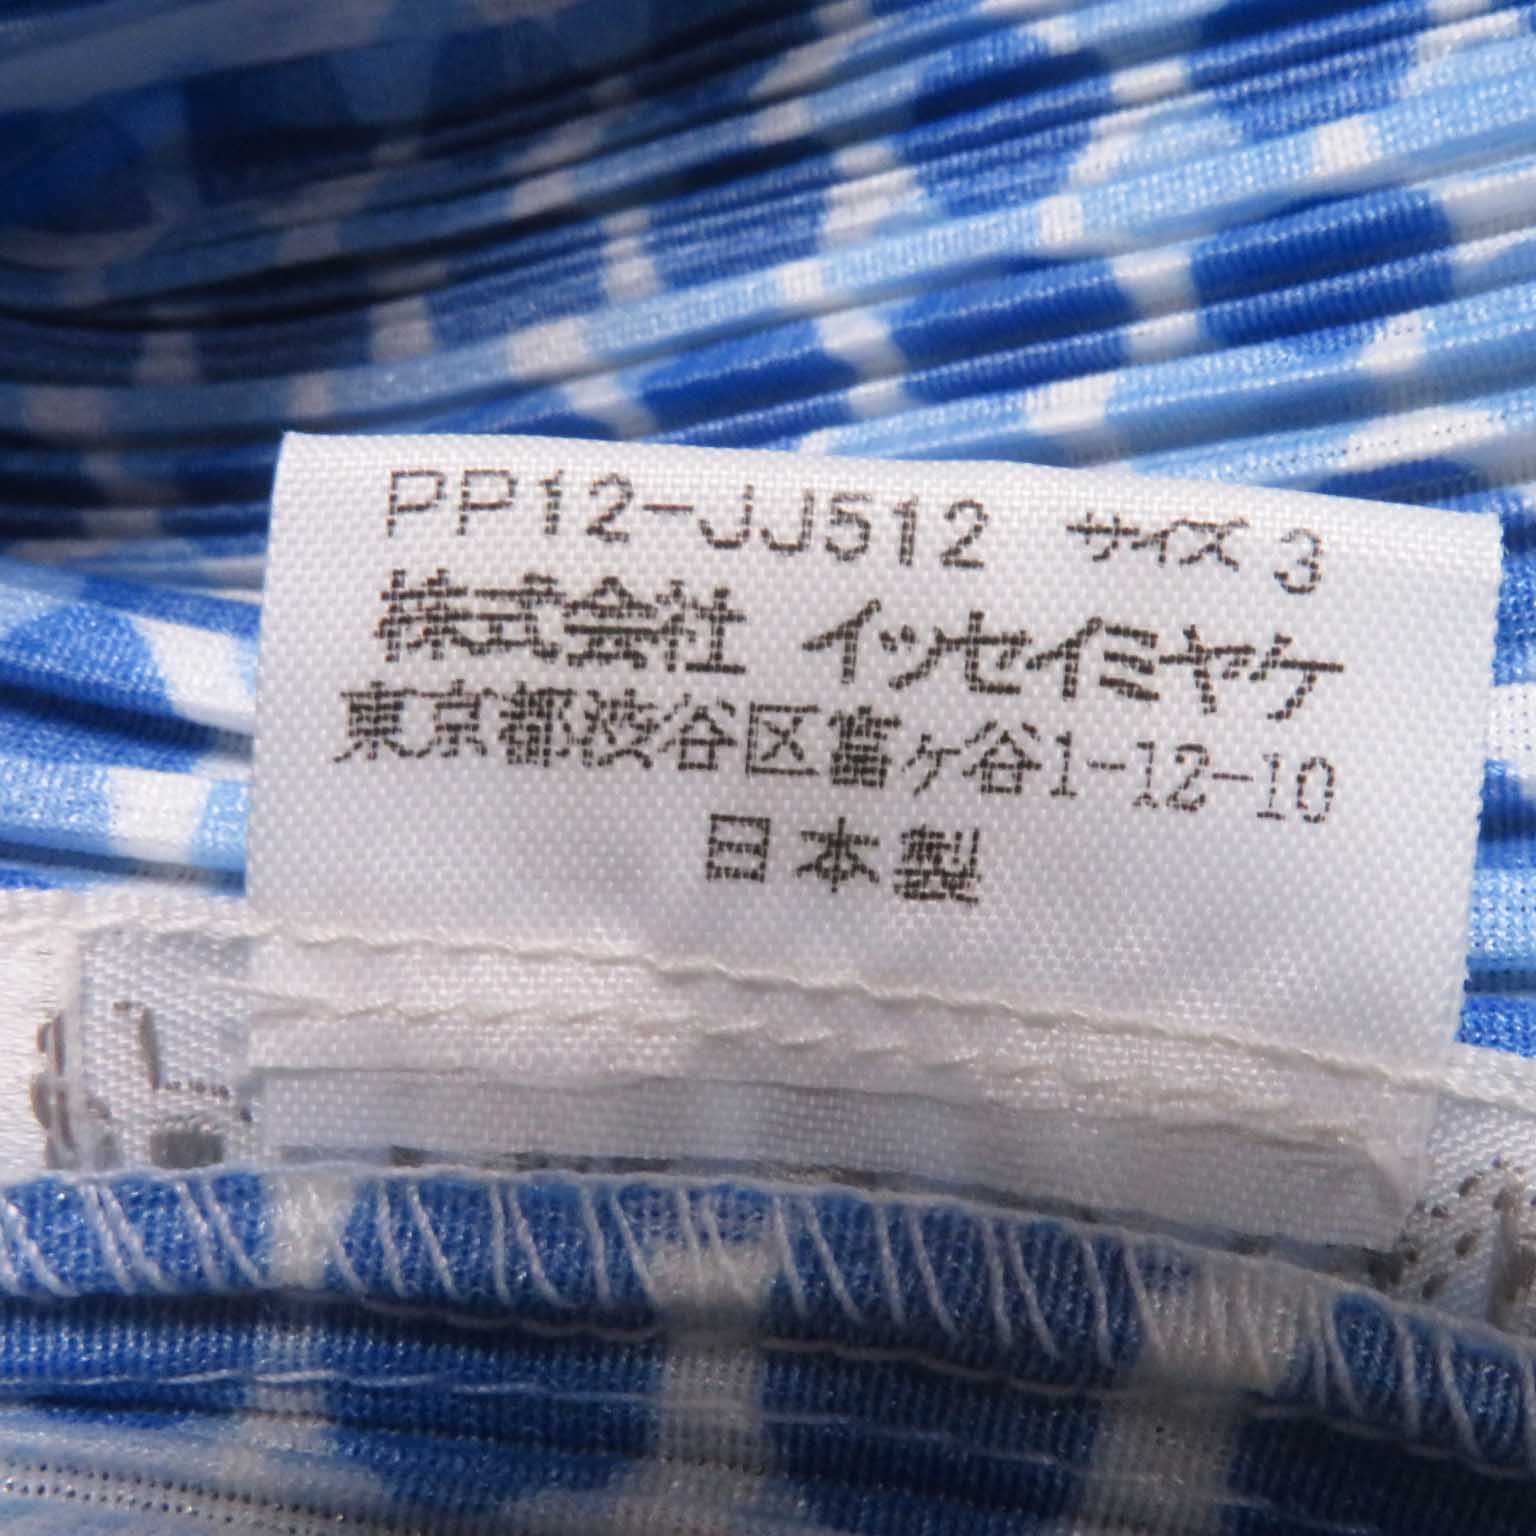 PP12-JJ512 サイズ 3
株式会社 イッセイミヤケ
東京都渋谷区富ヶ谷1-12-10
日本製